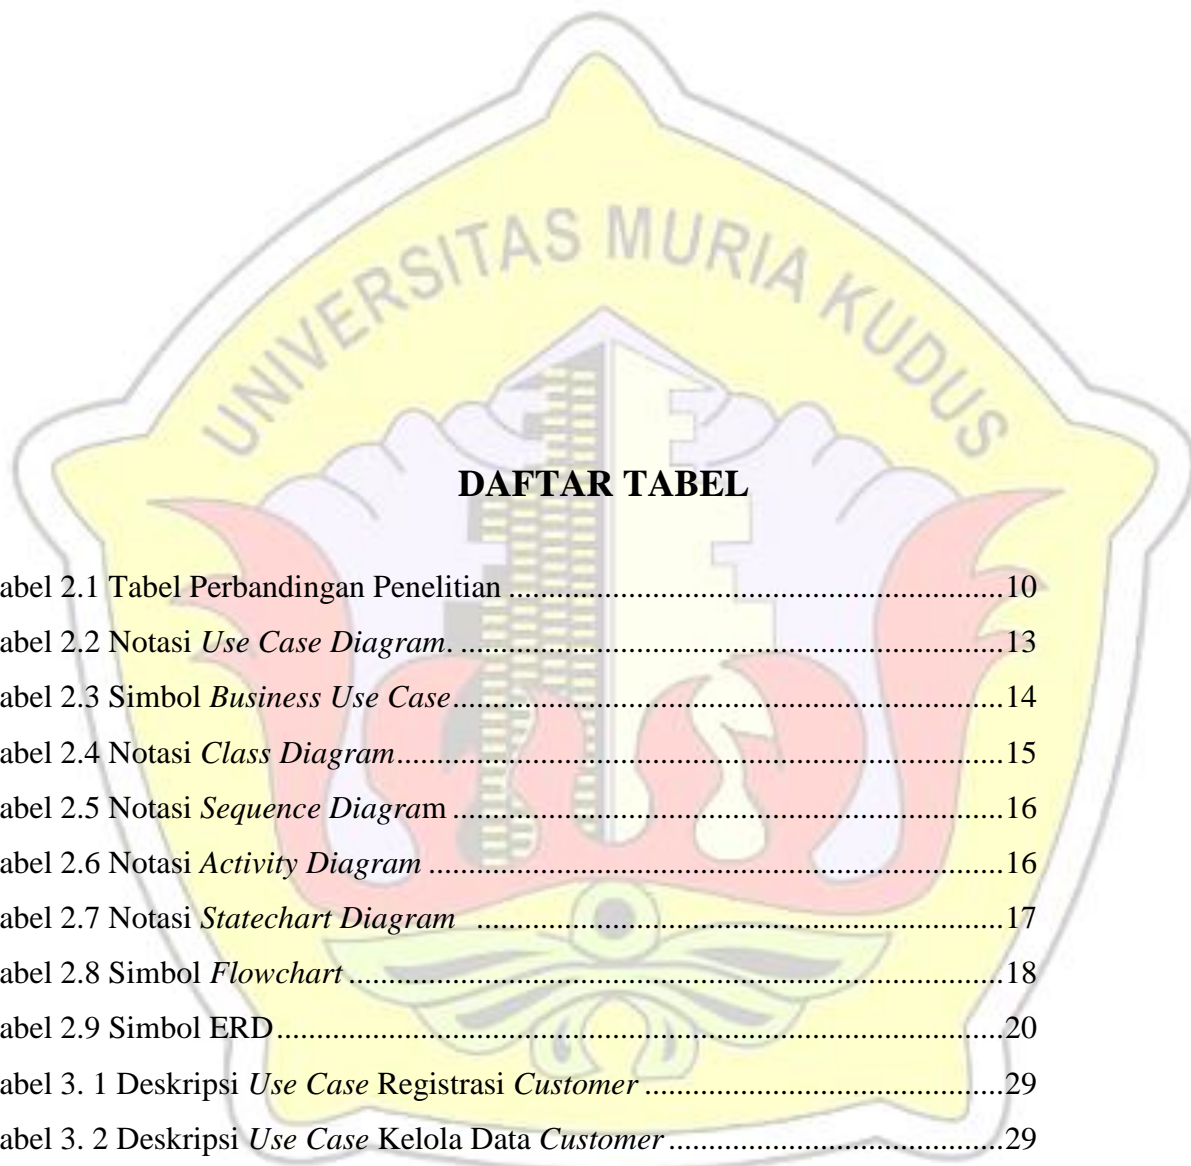 UNIVERSITAS MURIA KUDUS
DAFTAR TABEL
abel 2.1 Tabel Perbandingan Penelitian ..........10
abel 2.2 Notasi Use Case Diagram. ..........13
abel 2.3 Simbol Business Use Case..........14
abel 2.4 Notasi Class Diagram..........15
abel 2.5 Notasi Sequence Diagram ..........16
abel 2.6 Notasi Activity Diagram ..........16
abel 2.7 Notasi Statechart Diagram ..........17
abel 2.8 Simbol Flowchart ..........18
abel 2.9 Simbol ERD..........20
abel 3. 1 Deskripsi Use Case Registrasi Customer ..........29
abel 3. 2 Deskripsi Use Case Kelola Data Customer ..........29